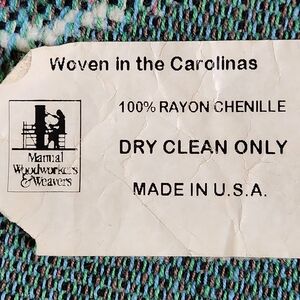 Woven in the Carolinas
100% RAYON CHENILLE
DRY CLEAN ONLY
MADE IN U.S.A.
Manual
Woodworkers
& Weavers